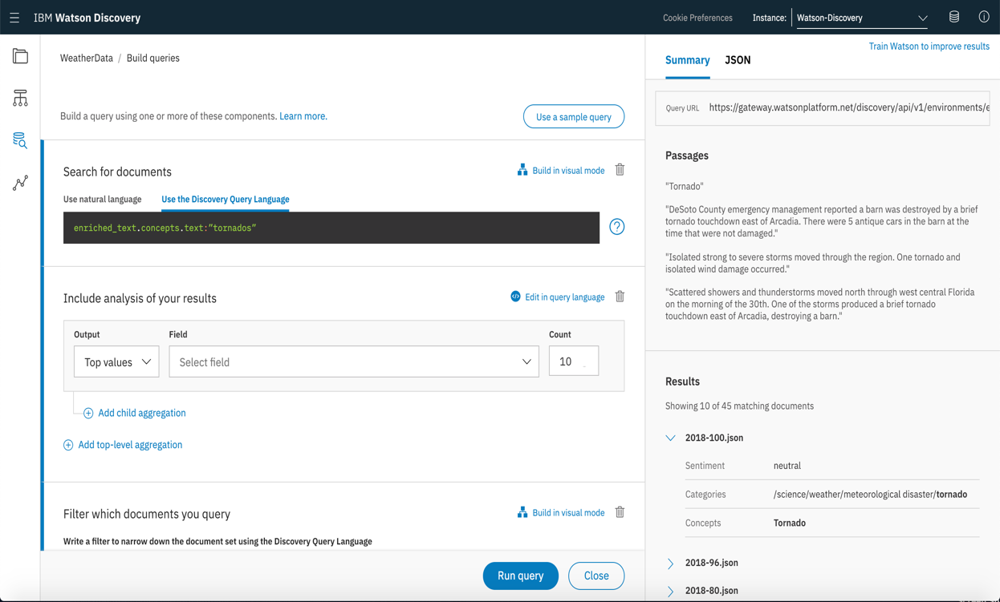 IBM Watson Discovery
Cookie Preferences
Instance:
Watson-Discovery
WeatherData / Build queries
Build a query using one or more of these components. Learn more.
Use a sample query
Search for documents
Build in visual mode
Use natural language
Use the Discovery Query Language
enriched_text.concepts.text:"tornados"
Include analysis of your results
Edit in query language
Output
Field
Count
Top values
Select field
10
Add child aggregation
Add top-level aggregation
Filter which documents you query
Build in visual mode
Write a filter to narrow down the document set using the Discovery Query Language
Run query
Close
Train Watson to improve results
Summary
JSON
Query URL
https://gateway.watsonplatform.net/discovery/api/v1/environments/e
Passages
"Tornado"
"DeSoto County emergency management reported a barn was destroyed by a brief
tornado touchdown east of Arcadia. There were 5 antique cars in the barn at the
time that were not damaged."
"Isolated strong to severe storms moved through the region. One tornado and
isolated wind damage occurred."
"Scattered showers and thunderstorms moved north through west central Florida
on the morning of the 30th. One of the storms produced a brief tornado
touchdown east of Arcadia, destroying a barn."
Results
Showing 10 of 45 matching documents
2018-100.json
Sentiment neutral
Categories /science/weather/meteorological disaster/tornado
Concepts Tornado
2018-96.json
2018-80.json